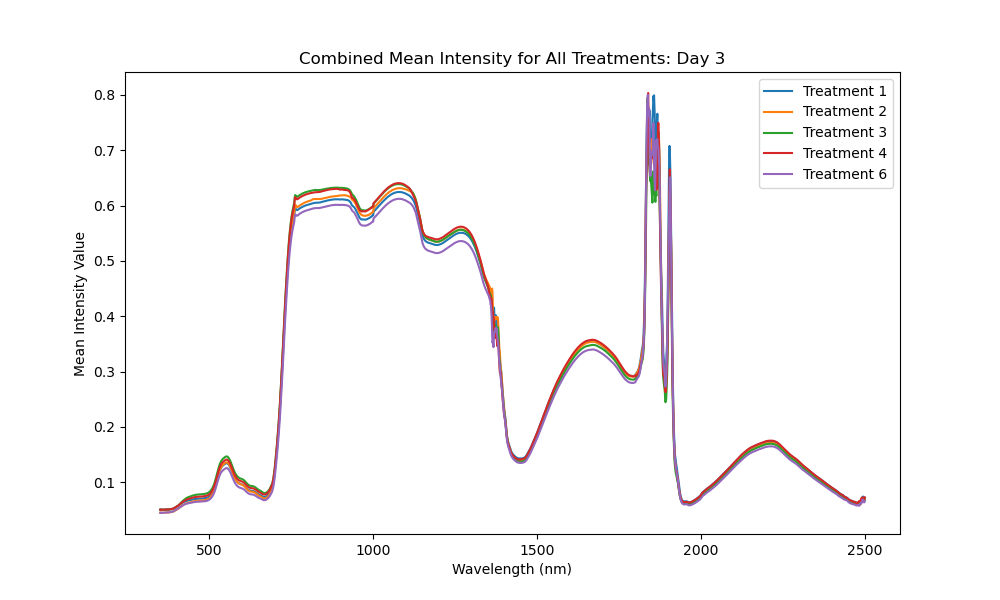 Combined Mean Intensity for All Treatments: Day 3
Treatment 1
Treatment 2
Treatment 3
Treatment 4
Treatment 6
Mean Intensity Value
0.8
0.7
0.6
0.5
0.4
0.3
0.2
0.1
500
1000
1500
2000
2500
Wavelength (nm)